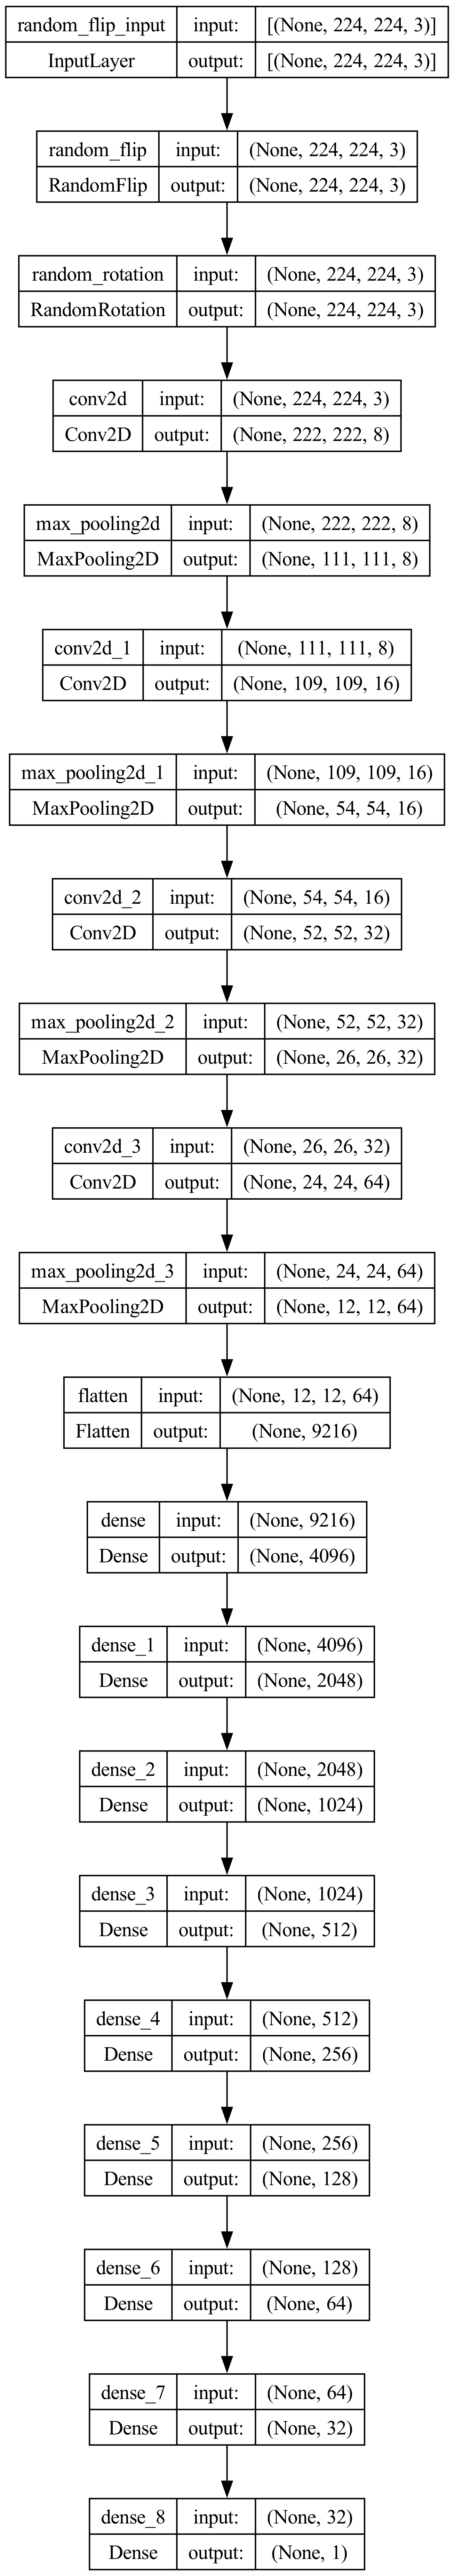 random_flip_input input: [(None, 224, 224, 3)]
InputLayer output: [(None, 224, 224, 3)]
random_flip input: (None, 224, 224, 3)
RandomFlip output: (None, 224, 224, 3)
random_rotation input: (None, 224, 224, 3)
RandomRotation output: (None, 224, 224, 3)
conv2d input: (None, 224, 224, 3)
Conv2D output: (None, 222, 222, 8)
max_pooling2d input: (None, 222, 222, 8)
MaxPooling2D output: (None, 111, 111, 8)
conv2d_1 input: (None, 111, 111, 8)
Conv2D output: (None, 109, 109, 16)
max_pooling2d_1 input: (None, 109, 109, 16)
MaxPooling2D output: (None, 54, 54, 16)
conv2d_2 input: (None, 54, 54, 16)
Conv2D output: (None, 52, 52, 32)
max_pooling2d_2 input: (None, 52, 52, 32)
MaxPooling2D output: (None, 26, 26, 32)
conv2d_3 input: (None, 26, 26, 32)
Conv2D output: (None, 24, 24, 64)
max_pooling2d_3 input: (None, 24, 24, 64)
MaxPooling2D output: (None, 12, 12, 64)
flatten input: (None, 12, 12, 64)
Flatten output: (None, 9216)
dense input: (None, 9216)
Dense output: (None, 4096)
dense_1 input: (None, 4096)
Dense output: (None, 2048)
dense_2 input: (None, 2048)
Dense output: (None, 1024)
dense_3 input: (None, 1024)
Dense output: (None, 512)
dense_4 input: (None, 512)
Dense output: (None, 256)
dense_5 input: (None, 256)
Dense output: (None, 128)
dense_6 input: (None, 128)
Dense output: (None, 64)
dense_7 input: (None, 64)
Dense output: (None, 32)
dense_8 input: (None, 32)
Dense output: (None, 1)